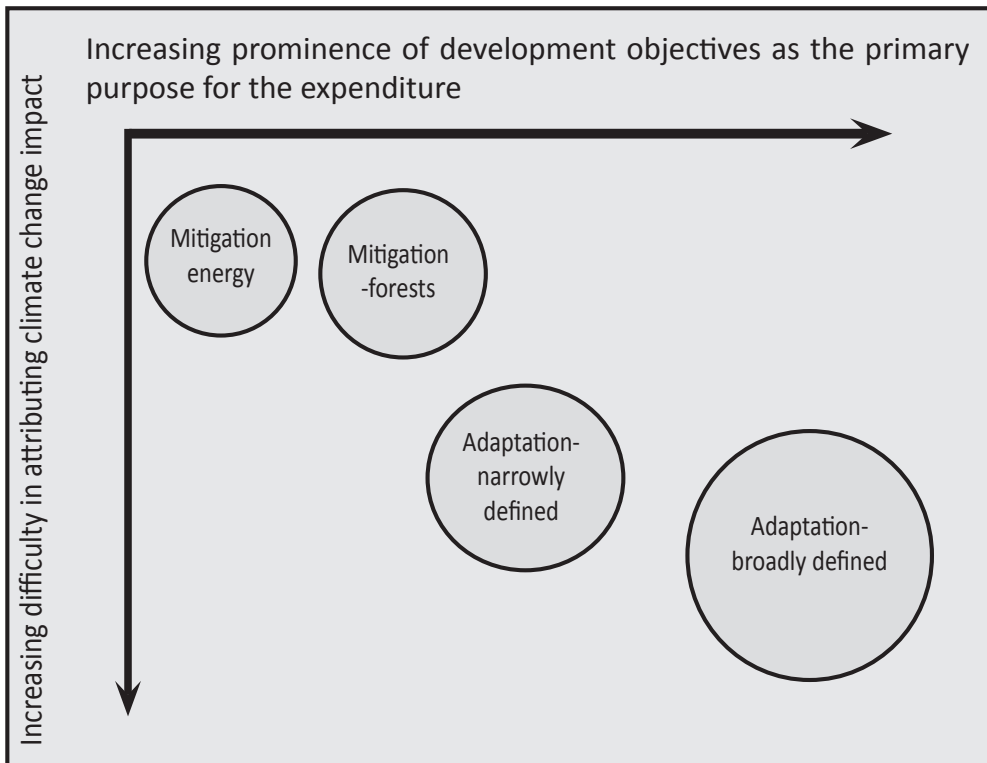 Increasing prominence of development objectives as the primary
purpose for the expenditure
Increasing difficulty in attributing climate change impact
Mitigation
energy
Mitigation
-forests
Adaptation-
narrowly
defined
Adaptation-
broadly defined